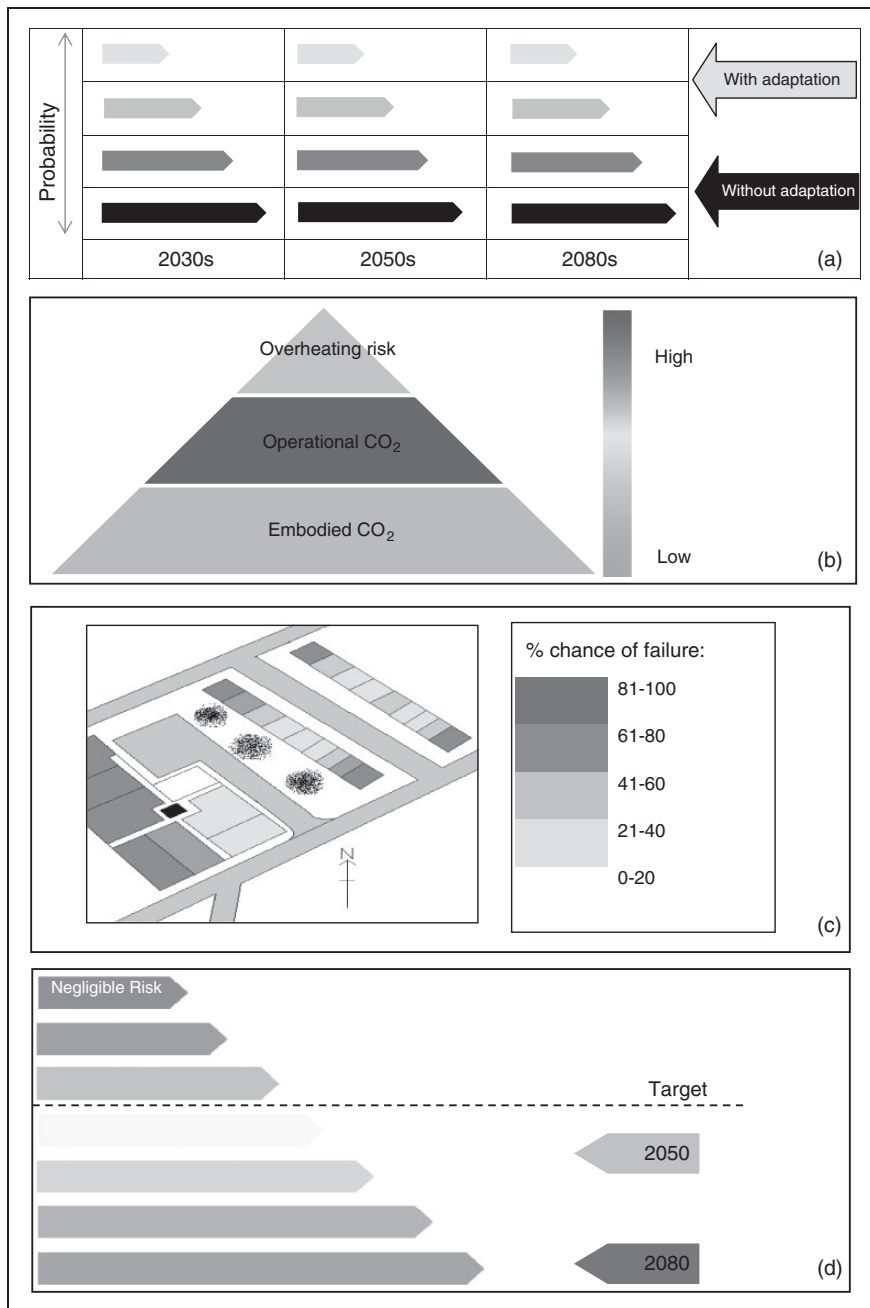 Probability
With adaptation
Without adaptation
2030s
2050s
2080s
(a)
Overheating risk
Operational CO₂
Embodied CO₂
High
Low
(b)
N
% chance of failure:
81-100
61-80
41-60
21-40
0-20
(c)
Negligible Risk
Target
2050
2080
(d)